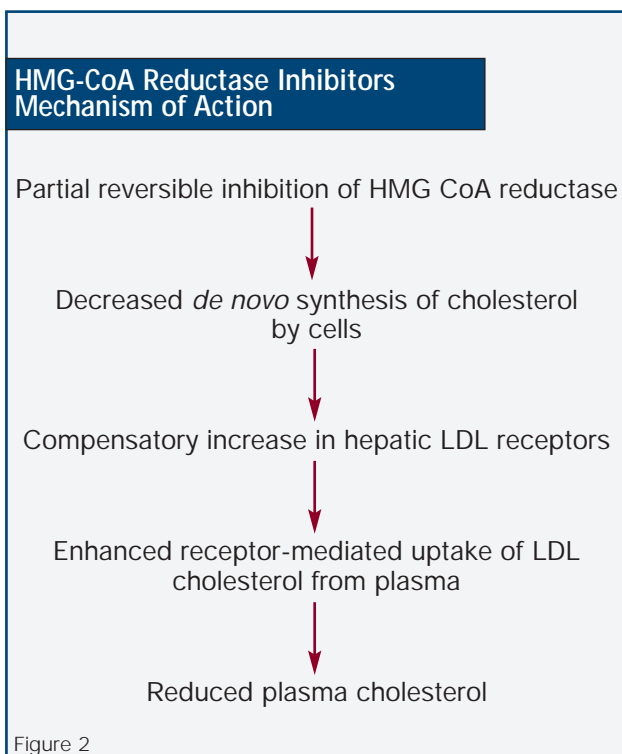 HMG-CoA Reductase Inhibitors
Mechanism of Action
Partial reversible inhibition of HMG CoA reductase
Decreased de novo synthesis of cholesterol
by cells
Compensatory increase in hepatic LDL receptors
Enhanced receptor-mediated uptake of LDL
cholesterol from plasma
Reduced plasma cholesterol
Figure 2